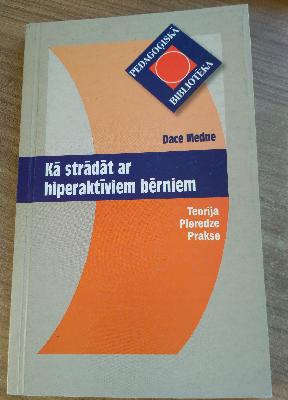 PEDAGOĢISKĀ
BIBLIOTĒKA
Dace Medne
Kā strādāt ar
hiperaktīviem bērniem
Teorija
Pieredze
Prakse